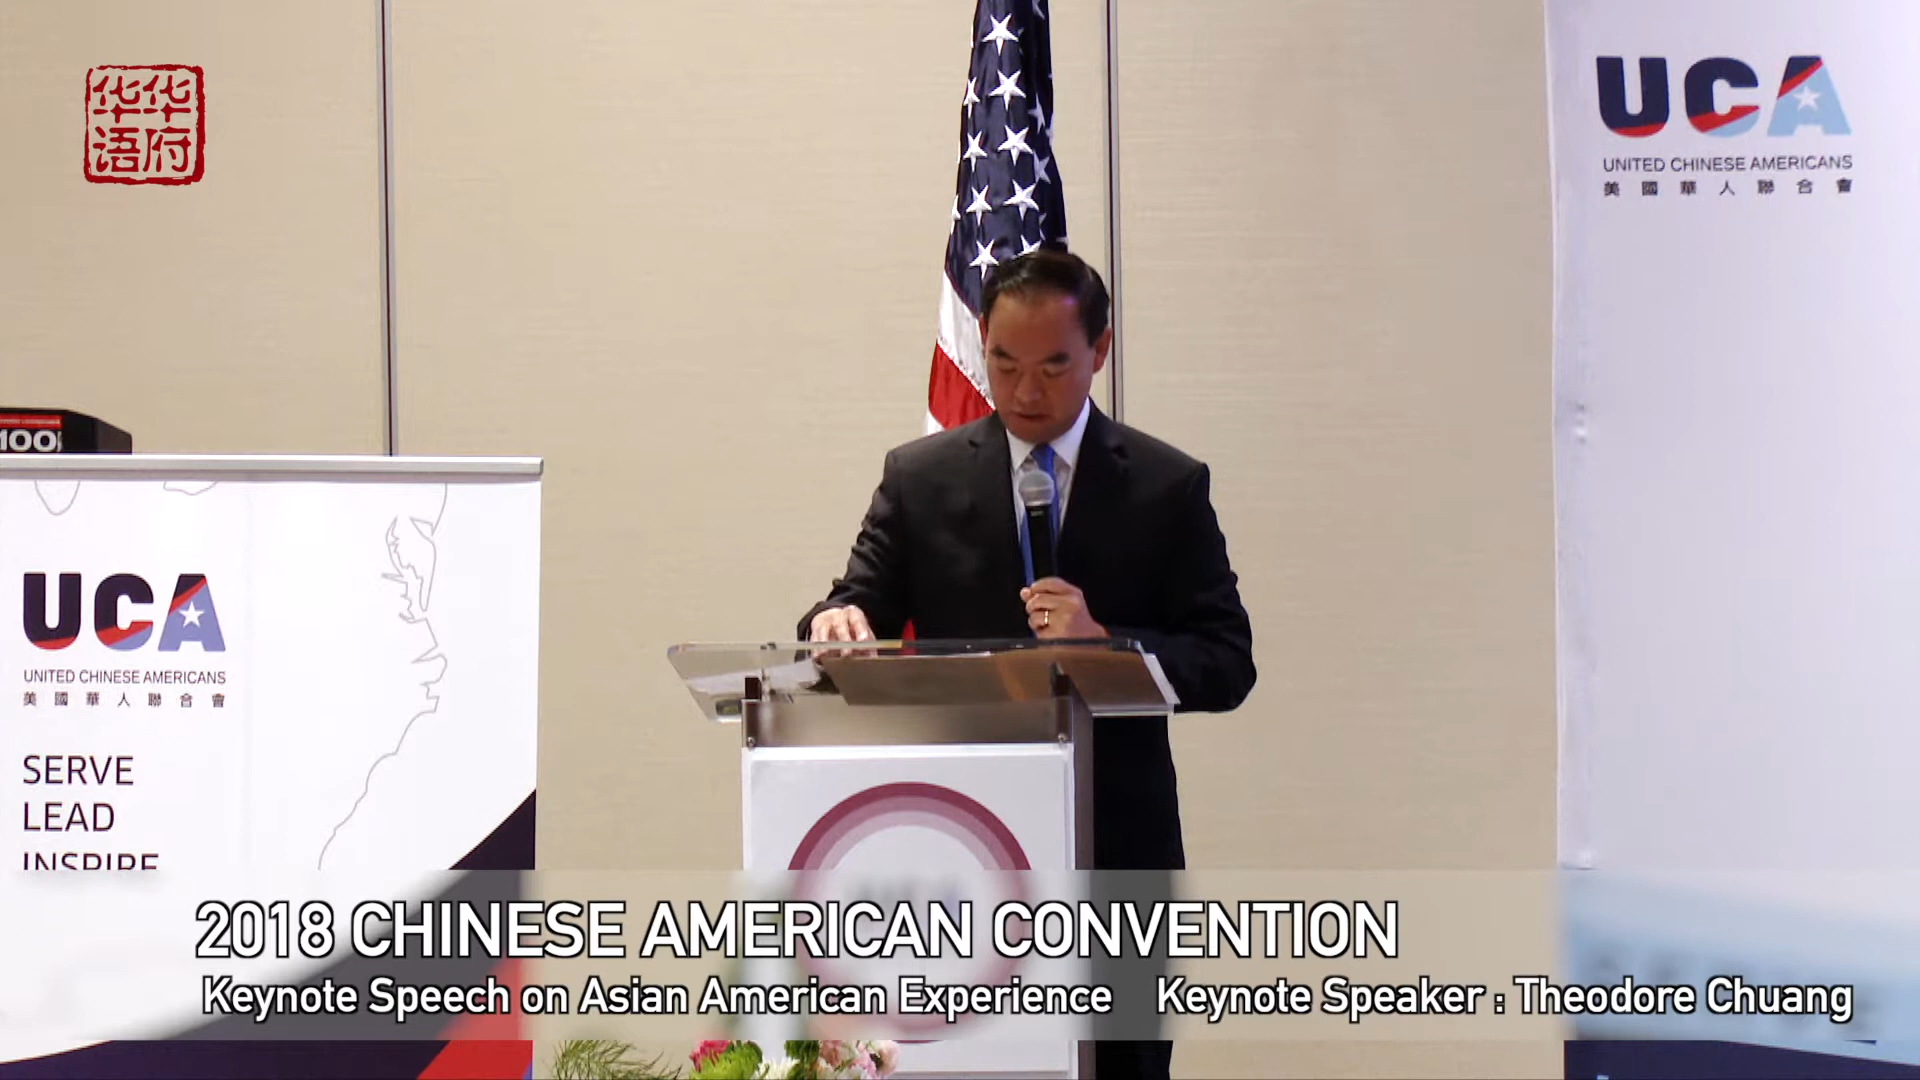 华华
语府
100
UCA
UNITED CHINESE AMERICANS
美國華人聯合會
SERVE
LEAD
INSPIRE
UCA
UNITED CHINESE AMERICANS
美國華人聯合會
2018 CHINESE AMERICAN CONVENTION
Keynote Speech on Asian American Experience Keynote Speaker : Theodore Chuang